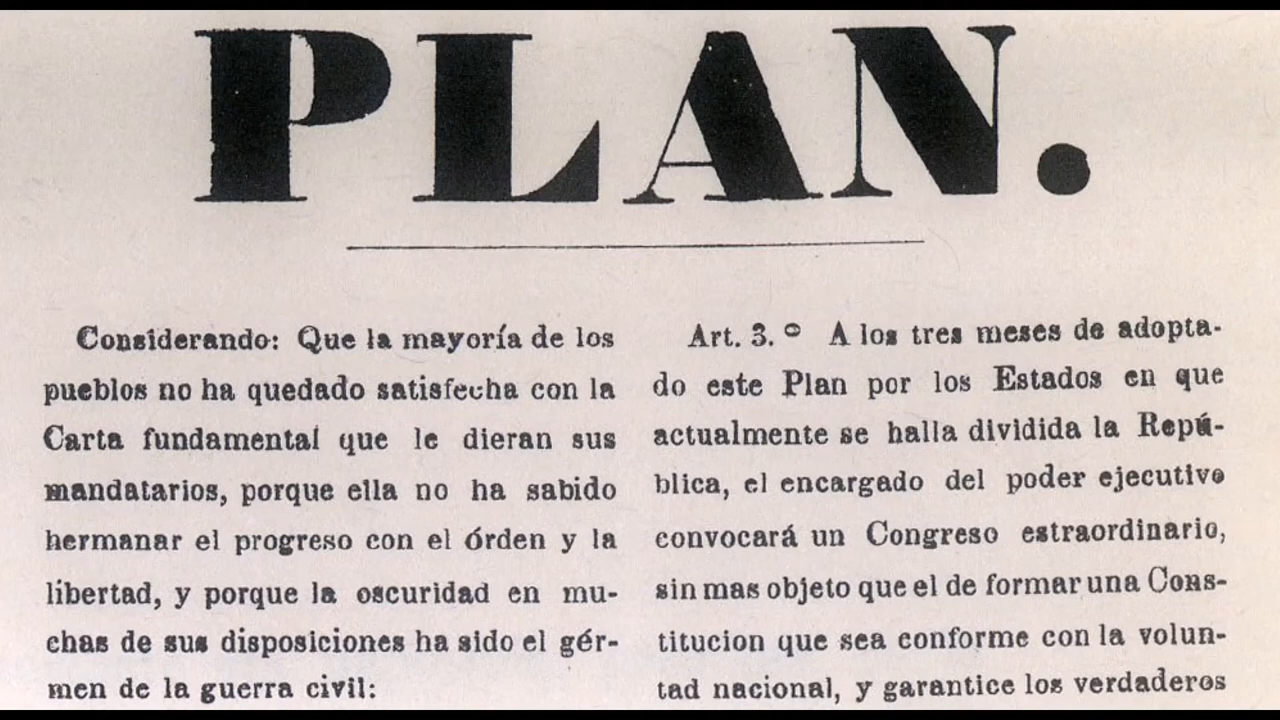 PLAN.
Considerando: Que la mayoría de los
pueblos no ha quedado satisfecha con la
Carta fundamental que le dieran sus
mandatarios, porque ella no ha sabido
hermanar el progreso con el órden y la
libertad, y porque la oscuridad en mu-
chas de sus disposiciones ha sido el gér-
men de la guerra civil:
Art. 3.º A los tres meses de adopta-
do este Plan por los Estados en que
actualmente se halla dividida la Repú-
blica, el encargado del poder ejecutivo
convocará un Congreso estraordinario,
sin mas objeto que el de formar una Cons-
titucion que sea conforme con la volun-
tad nacional, y garantice los verdaderos